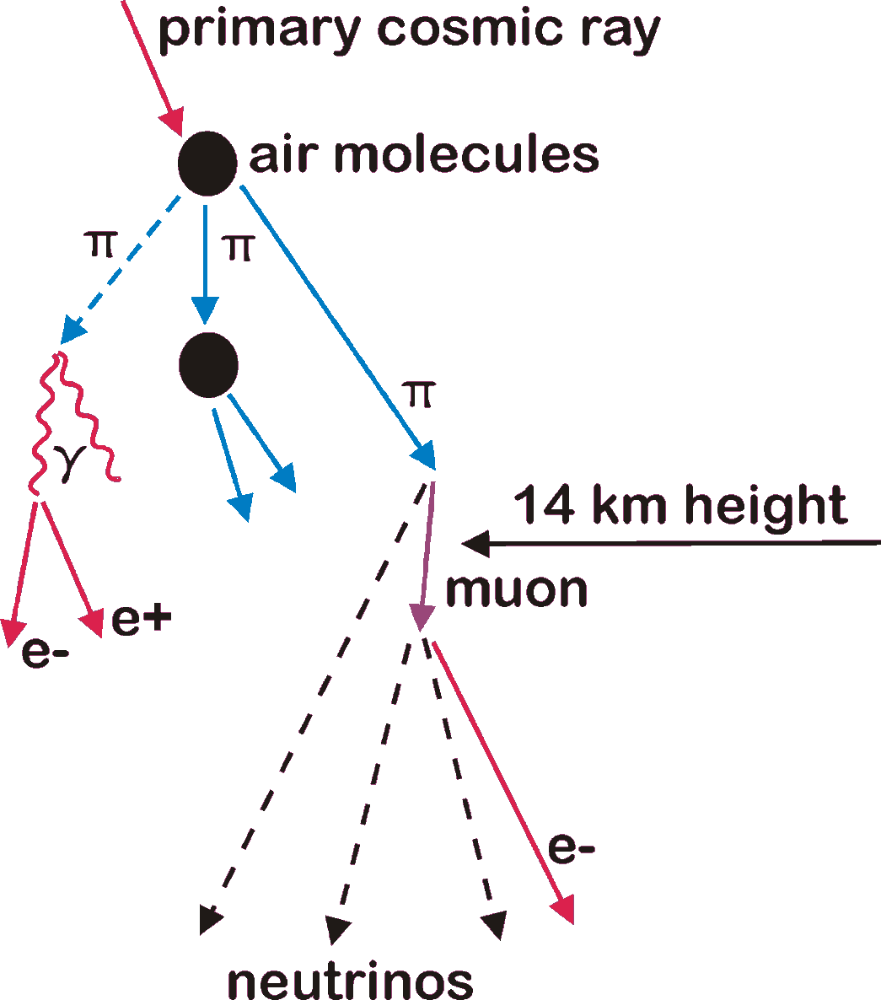 primary cosmic ray
air molecules
π
π
π
γ
14 km height
muon
e+
e-
e-
neutrinos